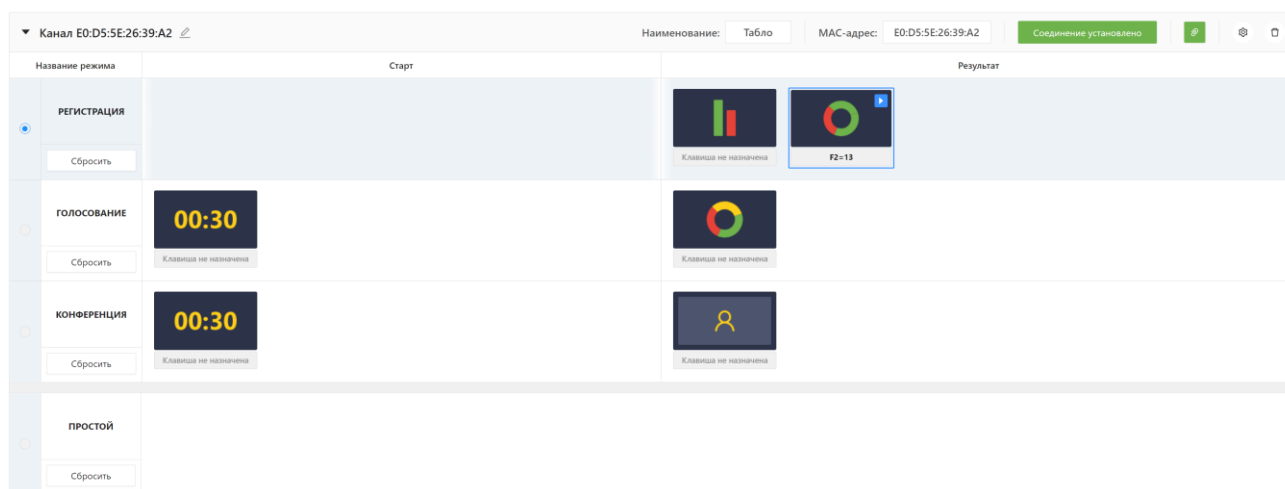 Канал E0:D5:5E:26:39:A2 Наименование: Табло MAC-адрес: E0:D5:5E:26:39:A2 Соединение установлено
Название режима Старт Результат
РЕГИСТРАЦИЯ
Сбросить Клавиша не назначена F2=13
ГОЛОСОВАНИЕ 00:30
Сбросить Клавиша не назначена Клавиша не назначена
КОНФЕРЕНЦИЯ 00:30
Сбросить Клавиша не назначена Клавиша не назначена
ПРОСТОЙ
Сбросить